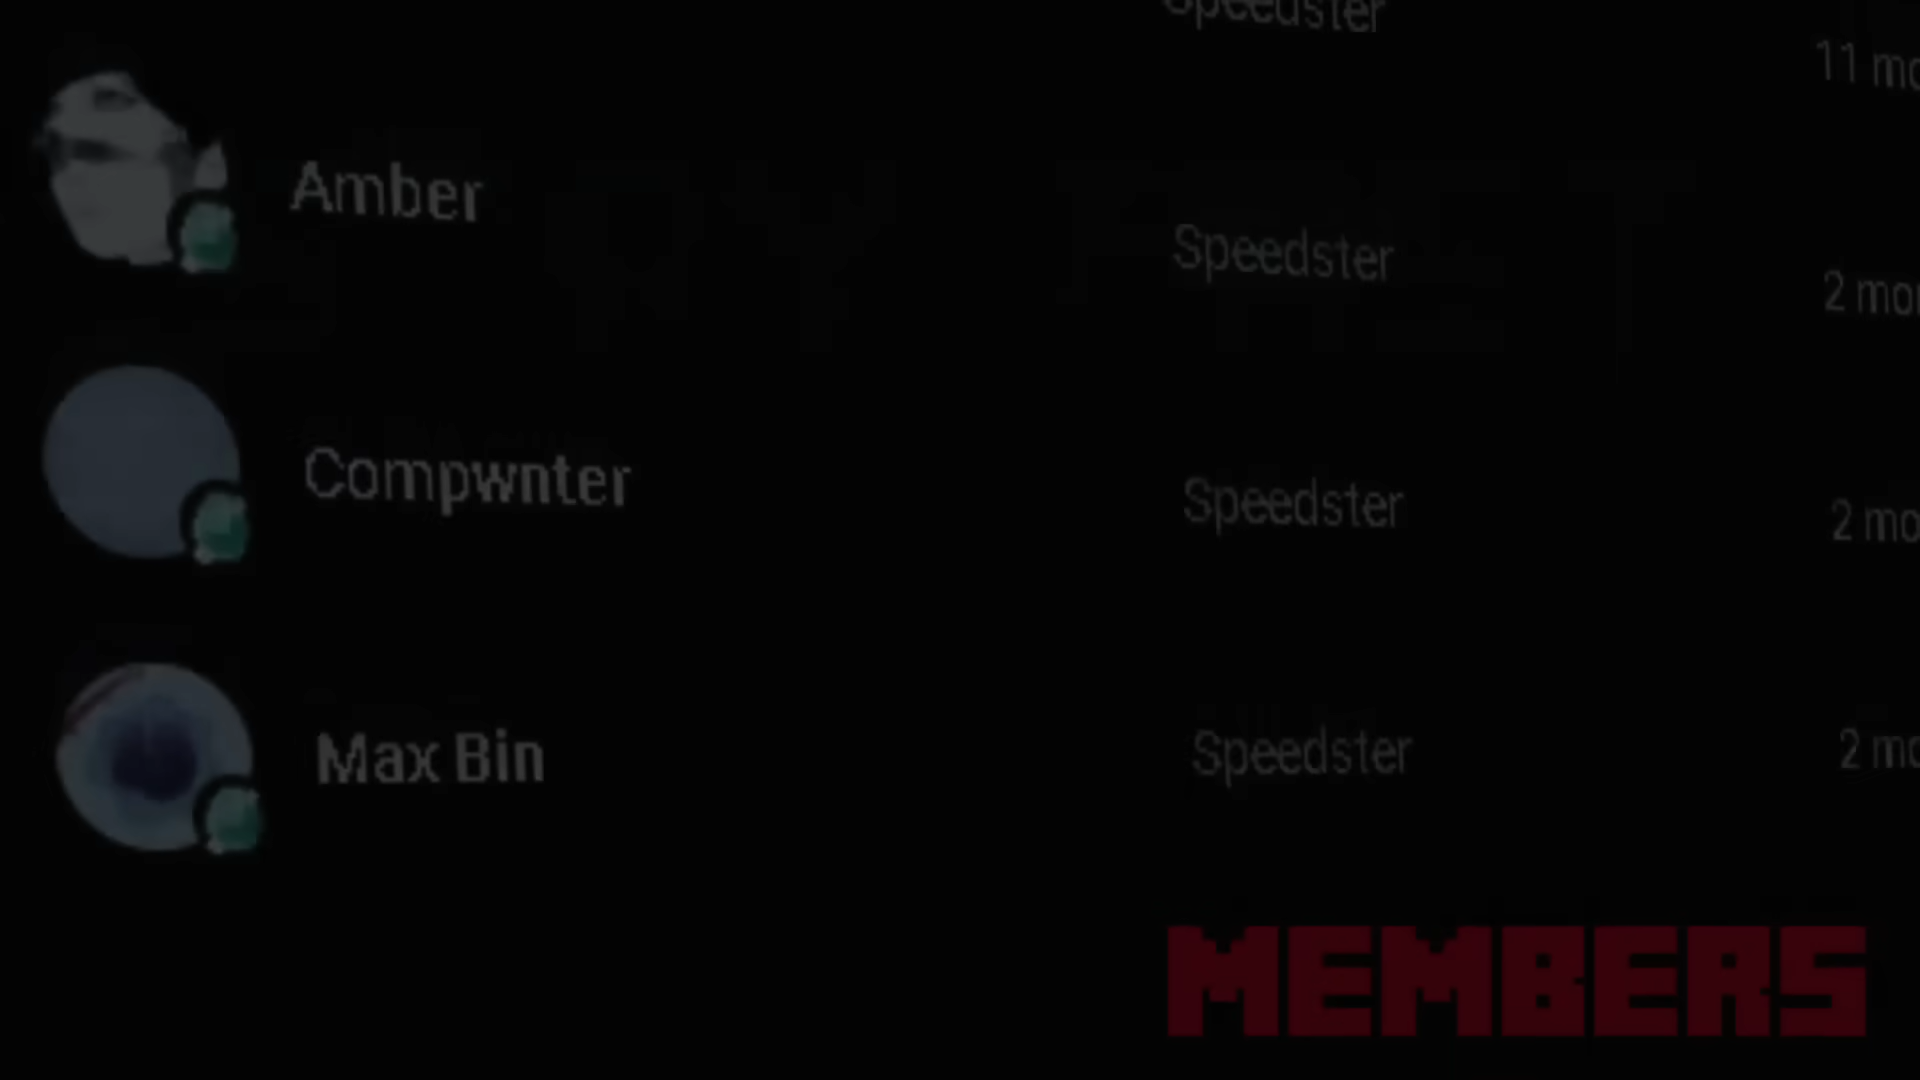 Speedster
11 mo
Amber Speedster 2 mo
Compwnter Speedster 2 mo
Max Bin Speedster 2 mo
MEMBERS